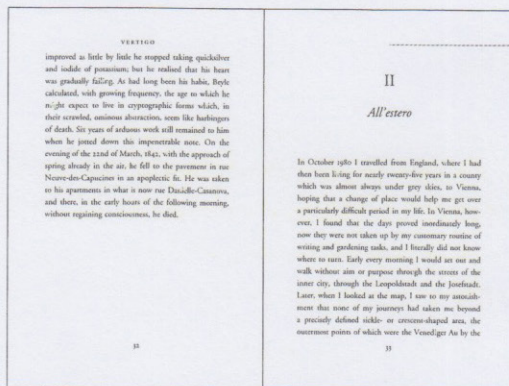 VERTIGO
improved as little by little he stopped taking quicksilver
and iodide of potassium; but he realised that his heart
was gradually failing. As had long been his habit, Beyle
calculated, with growing frequency, the age to which he
might expect to live in cryptographic forms which, in
their scrawled, ominous abstraction, seem like harbingers
of death. Six years of arduous work still remained to him
when he jotted down this impenetrable note. On the
evening of the 22nd of March, 1842, with the approach of
spring already in the air, he fell to the pavement in rue
Neuve-des-Capucines in an apoplectic fit. He was taken
to his apartments in what is now rue Danielle-Casanova,
and there, in the early hours of the following morning,
without regaining consciousness, he died.
II
All'estero
In October 1980 I travelled from England, where I had
then been living for nearly twenty-five years in a county
which was almost always under grey skies, to Vienna,
hoping that a change of place would help me get over
a particularly difficult period in my life. In Vienna, how-
ever, I found that the days proved inordinately long,
now they were not taken up by my customary routine of
writing and gardening tasks, and I literally did not know
where to turn. Early every morning I would set out and
walk without aim or purpose through the streets of the
inner city, through the Leopoldstadt and the Josefstadt.
Later, when I looked at the map, I saw to my astonish-
ment that none of my journeys had taken me beyond
a precisely defined sickle- or crescent-shaped area, the
outermost points of which were the Venediger Au by the
32
33